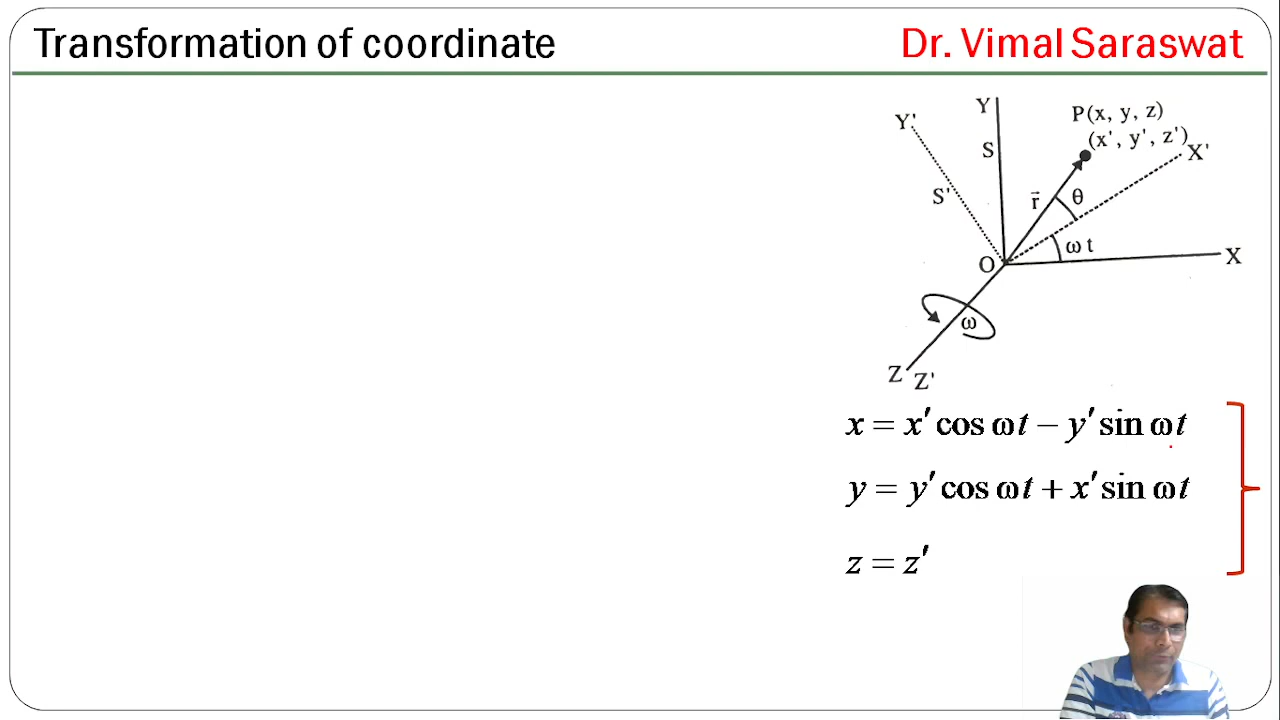 Transformation of coordinate
Dr. Vimal Saraswat
Y
P(x, y, z)
Y'
(x', y', z')
X'
S
S'
r⃗
θ
ω t
X
O
ω
Z Z'
x = x′ cos ωt − y′ sin ωt
y = y′ cos ωt + x′ sin ωt
z = z′